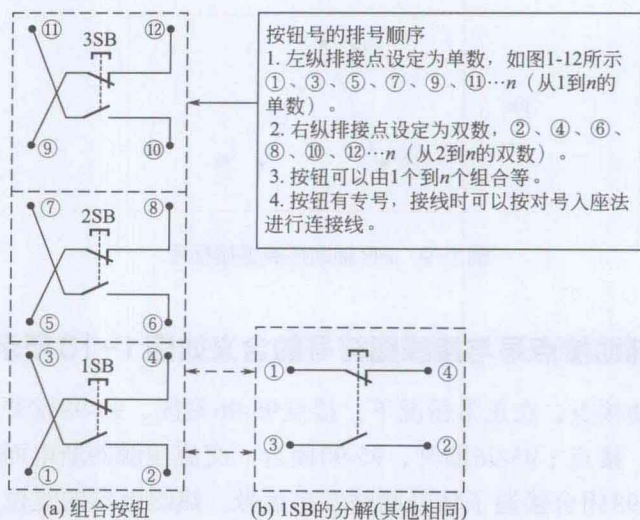 ⑪
⑫
3SB
⑨
⑩
⑦
⑧
2SB
⑤
⑥
③
④
1SB
①
②
(a) 组合按钮
按钮号的排号顺序
1. 左纵排接点设定为单数，如图1-12所示
①、③、⑤、⑦、⑨、⑪…n（从1到n的
单数）。
2. 右纵排接点设定为双数，②、④、⑥、
⑧、⑩、⑫…n（从2到n的双数）。
3. 按钮可以由1个到n个组合等。
4. 按钮有专号，接线时可以按对号入座法
进行连接线。
①
④
③
②
(b) 1SB的分解(其他相同)